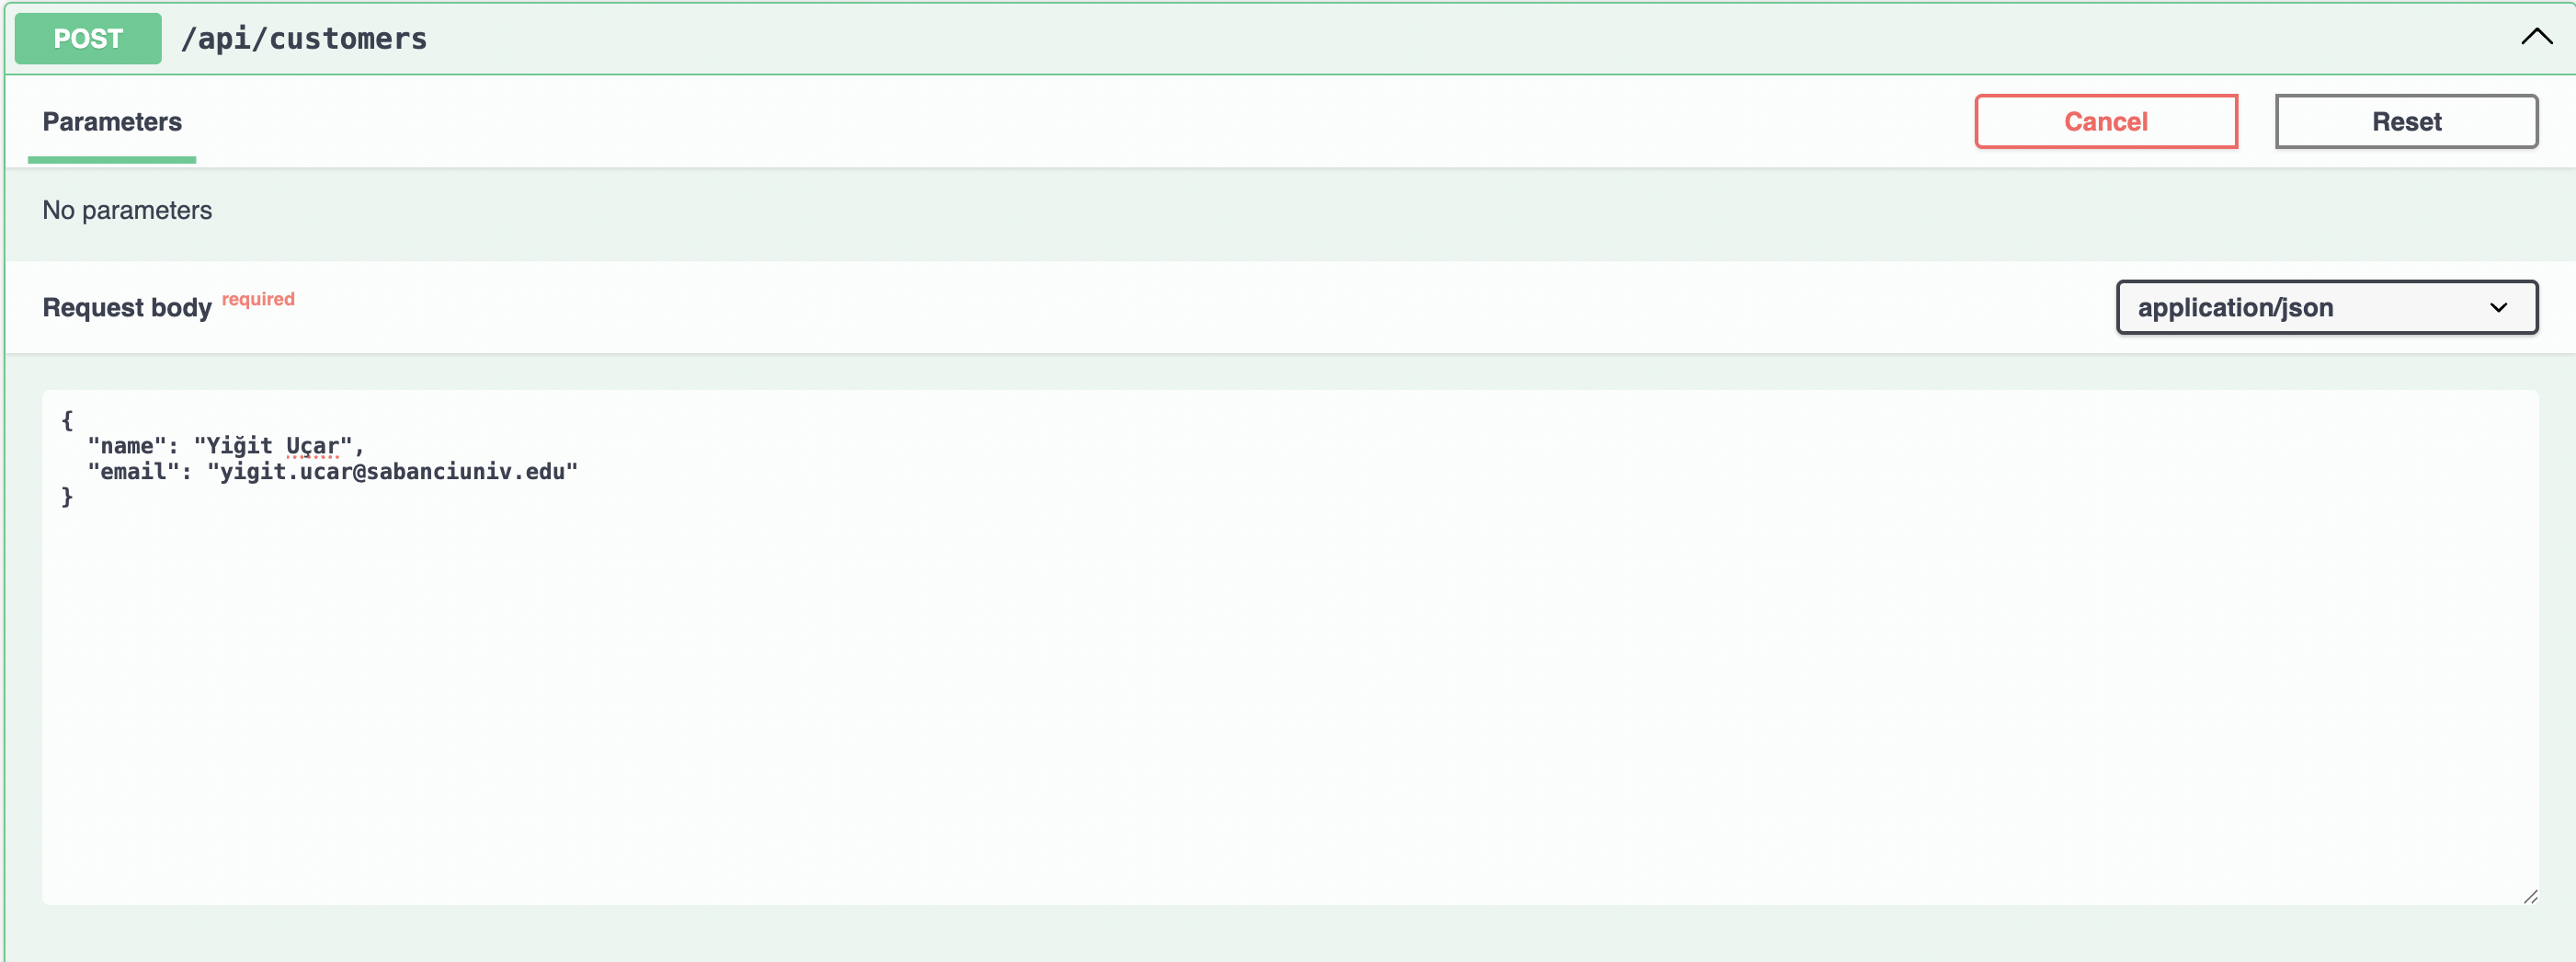 POST /api/customers
Parameters
Cancel
Reset
No parameters
Request body required
application/json
{
  "name": "Yiğit Uçar",
  "email": "yigit.ucar@sabanciuniv.edu"
}